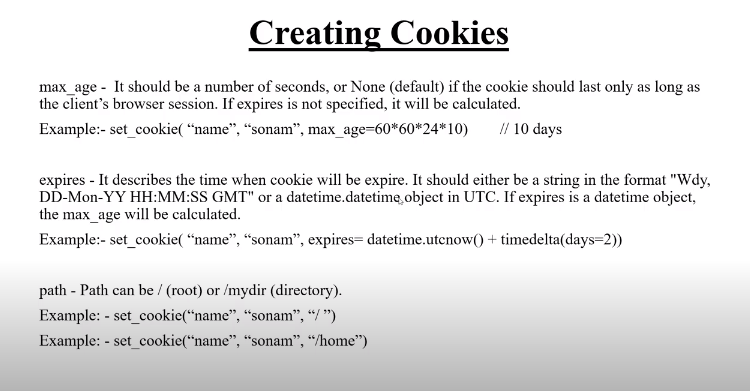 Creating Cookies
max_age -  It should be a number of seconds, or None (default) if the cookie should last only as long as
the client’s browser session. If expires is not specified, it will be calculated.
Example:- set_cookie( “name”, “sonam”, max_age=60*60*24*10)        // 10 days
expires - It describes the time when cookie will be expire. It should either be a string in the format "Wdy,
DD-Mon-YY HH:MM:SS GMT" or a datetime.datetime object in UTC. If expires is a datetime object,
the max_age will be calculated.
Example:- set_cookie( “name”, “sonam”, expires= datetime.utcnow() + timedelta(days=2))
path - Path can be / (root) or /mydir (directory).
Example: - set_cookie(“name”, “sonam”, “/ ”)
Example: - set_cookie(“name”, “sonam”, “/home”)